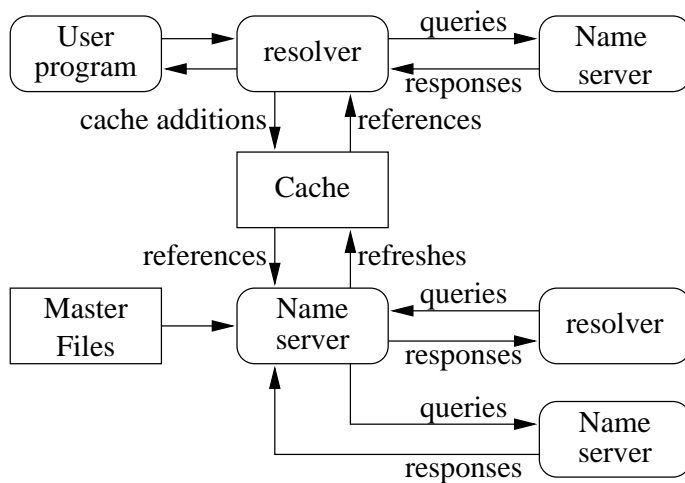 User
program
resolver
queries
responses
Name
server
cache additions
references
Cache
references
refreshes
Master
Files
Name
server
queries
responses
resolver
queries
responses
Name
server